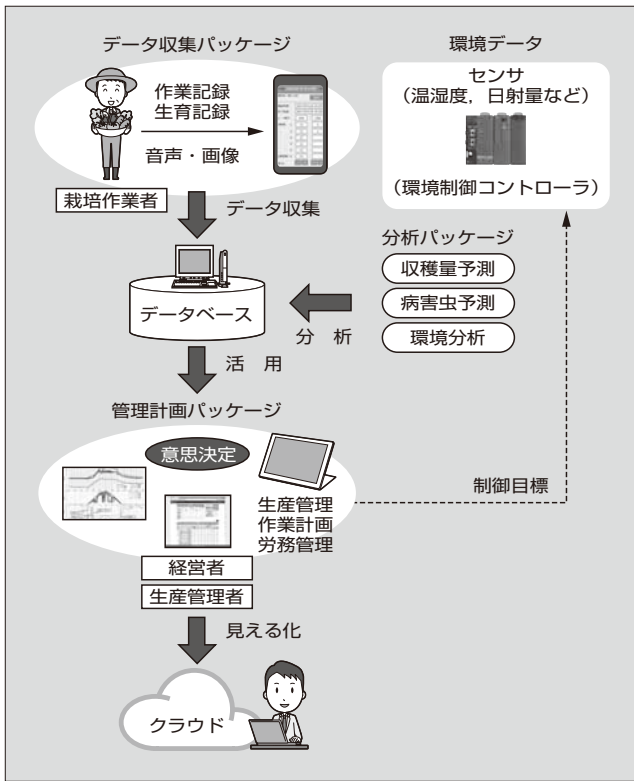 データ収集パッケージ
作業記録
生育記録
音声・画像
栽培作業者
データ収集
環境データ
センサ
（温湿度，日射量など）
（環境制御コントローラ）
分析パッケージ
収穫量予測
病害虫予測
環境分析
分　析
データベース
活　用
管理計画パッケージ
意思決定
生産管理
作業計画
労務管理
制御目標
経営者
生産管理者
見える化
クラウド